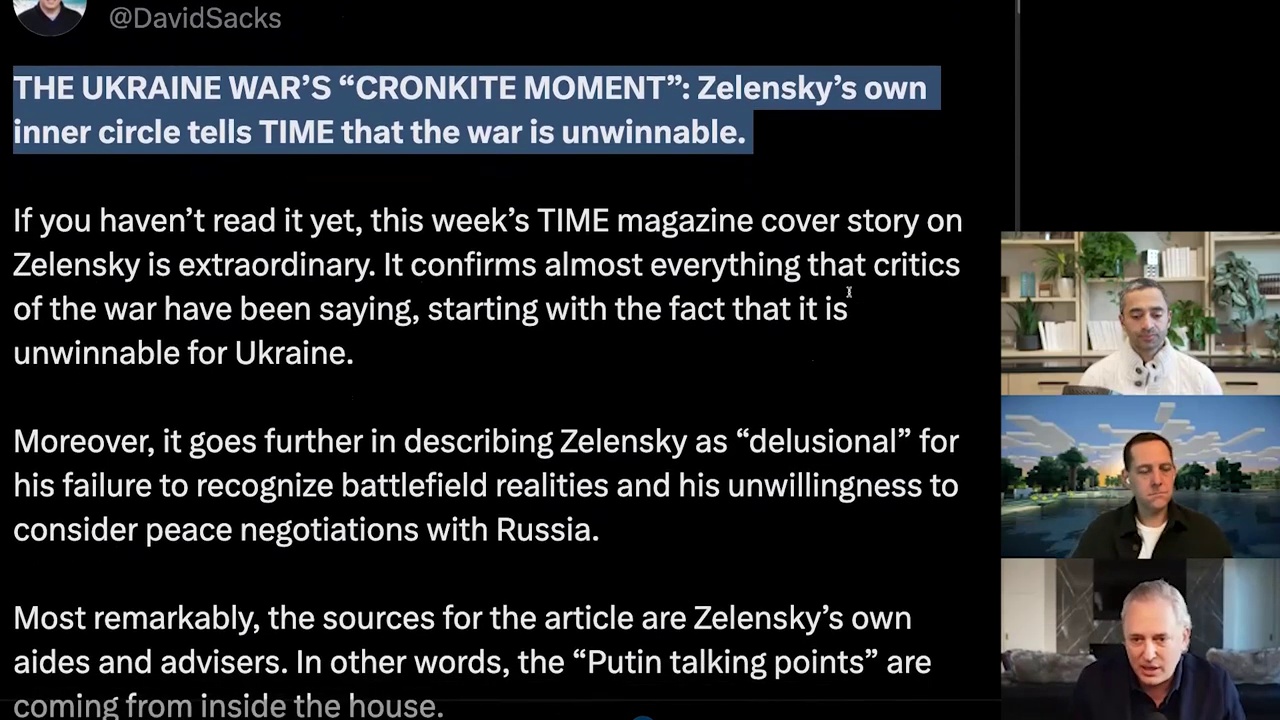 @DavidSacks
THE UKRAINE WAR’S “CRONKITE MOMENT”: Zelensky’s own
inner circle tells TIME that the war is unwinnable.
If you haven’t read it yet, this week’s TIME magazine cover story on
Zelensky is extraordinary. It confirms almost everything that critics
of the war have been saying, starting with the fact that it is
unwinnable for Ukraine.
Moreover, it goes further in describing Zelensky as “delusional” for
his failure to recognize battlefield realities and his unwillingness to
consider peace negotiations with Russia.
Most remarkably, the sources for the article are Zelensky’s own
aides and advisers. In other words, the “Putin talking points” are
coming from inside the house.